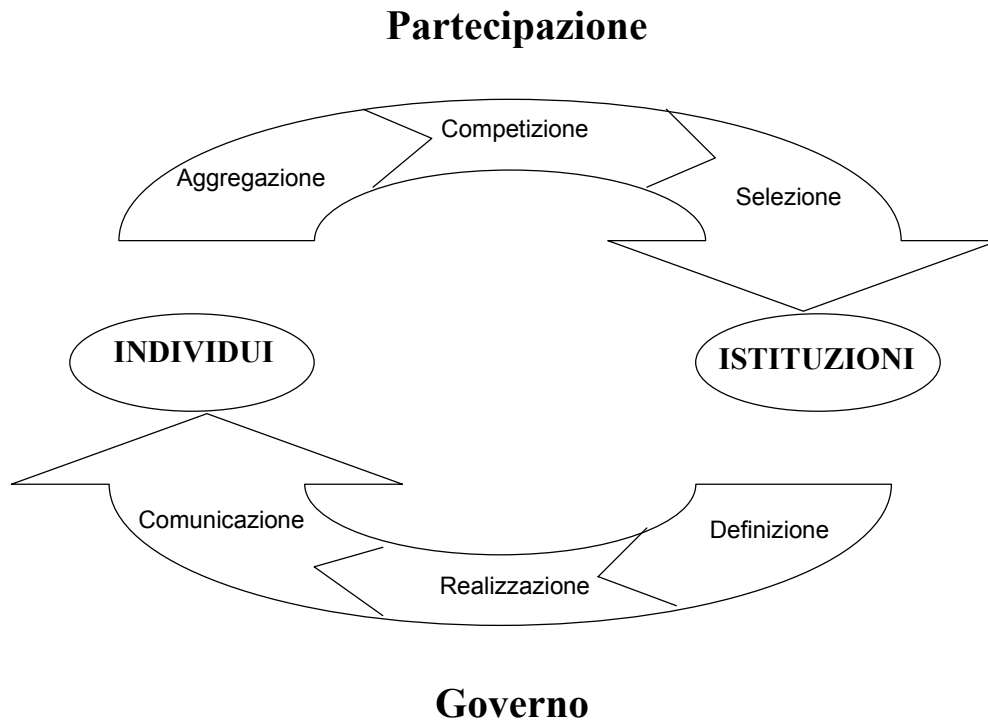 Partecipazione
Competizione
Aggregazione
Selezione
INDIVIDUI
ISTITUZIONI
Comunicazione
Definizione
Realizzazione
Governo